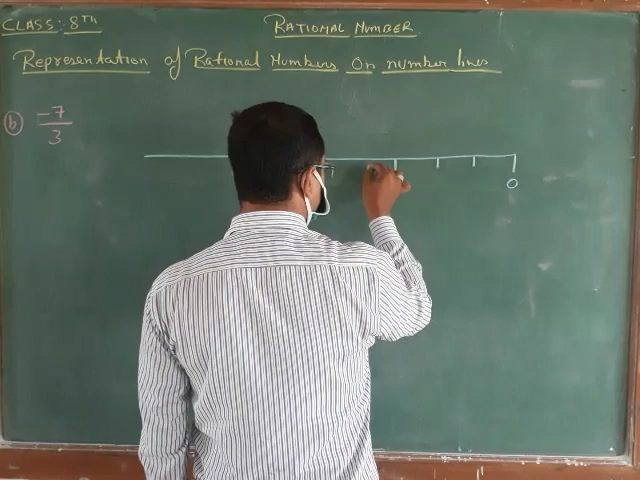 CLASS: 8TH
RATIONAL NUMBER
Representation of Rational Numbers On number lines
b) -7/3
0